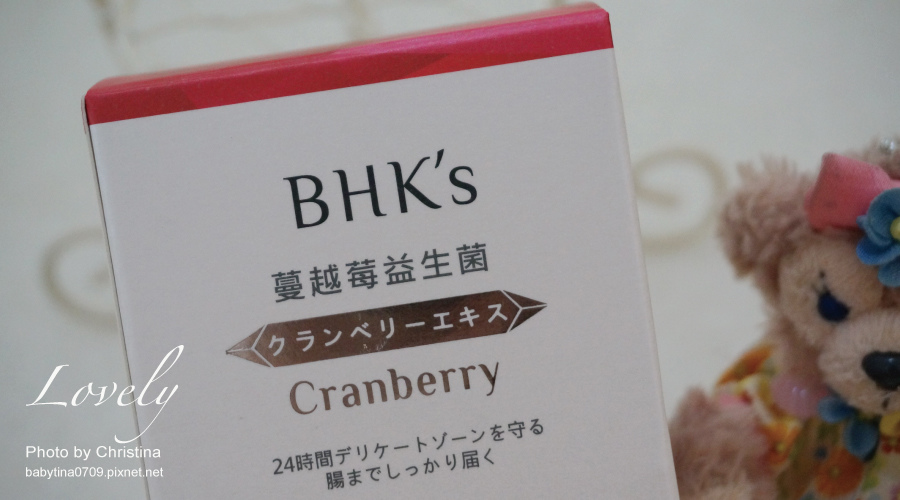 BHK's
蔓越莓益生菌
クランベリーエキス
Cranberry
24時間デリケートゾーンを守る
腸までしっかり届く
Lovely
Photo by Christina
babytina0709.pixnet.net